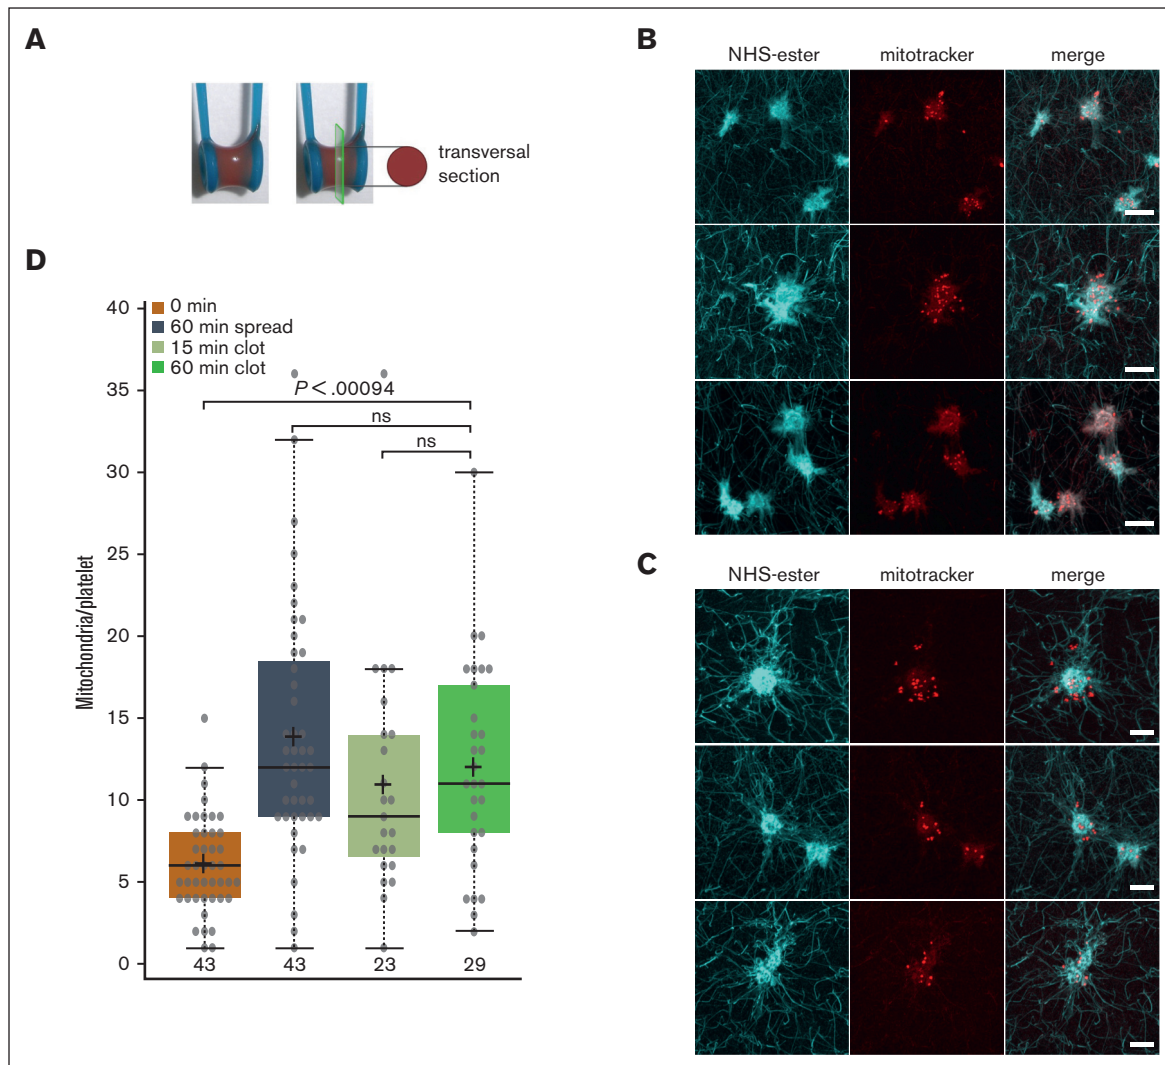 A
transversal
section
B
NHS-ester mitotracker merge
C
NHS-ester mitotracker merge
D
0 min
60 min spread
15 min clot
60 min clot
P < .00094
ns
ns
Mitochondria/platelet
40
35
30
25
20
15
10
5
0
43 43 23 29